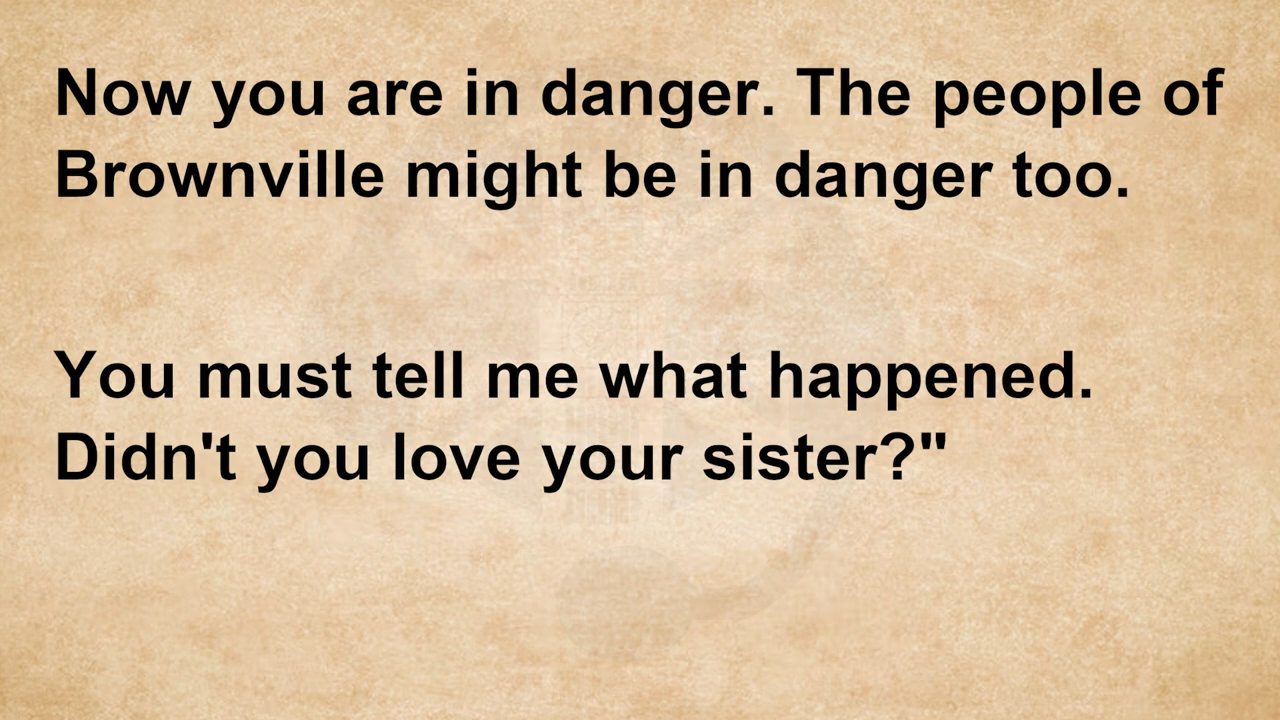 Now you are in danger. The people of
Brownville might be in danger too.
You must tell me what happened.
Didn't you love your sister?"